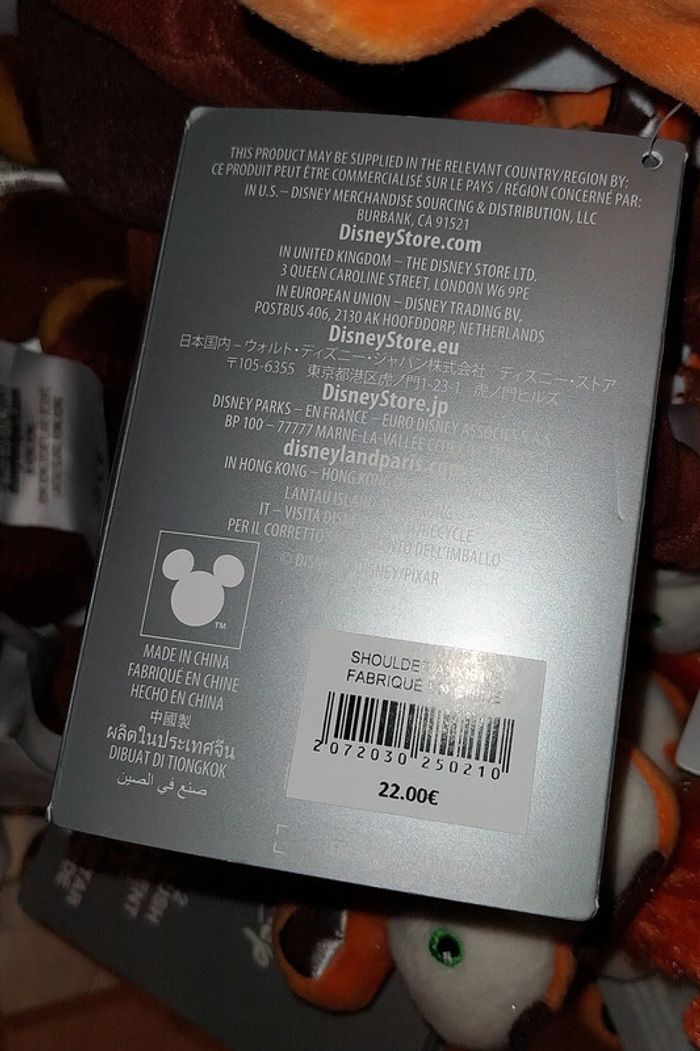 THIS PRODUCT MAY BE SUPPLIED IN THE RELEVANT COUNTRY/REGION BY:
CE PRODUIT PEUT ÊTRE COMMERCIALISÉ SUR LE PAYS / RÉGION CONCERNÉ PAR:
IN U.S. – DISNEY MERCHANDISE SOURCING & DISTRIBUTION, LLC
BURBANK, CA 91521
DisneyStore.com
IN UNITED KINGDOM – THE DISNEY STORE LTD.
3 QUEEN CAROLINE STREET, LONDON W6 9PE
IN EUROPEAN UNION – DISNEY TRADING BV,
POSTBUS 406, 2130 AK HOOFDDORP, NETHERLANDS
DisneyStore.eu
日本国内 – ウォルト・ディズニー・ジャパン株式会社 ディズニー・ストア
〒105-6355 東京都港区虎ノ門1-23-1 虎ノ門ヒルズ
DisneyStore.jp
DISNEY PARKS – EN FRANCE – EURO DISNEY ASSOCIÉS S.A.S
BP 100 – 77777 MARNE-LA-VALLÉE
disneylandparis.com
IN HONG KONG – HONG KONG
LANTAU
IT – VISITA
PER IL CORRETTO DELL'IMBALLO
© DISNEY/PIXAR
TM
MADE IN CHINA
FABRIQUÉ EN CHINE
HECHO EN CHINA
中國製
ผลิตในประเทศจีน
DIBUAT DI TIONGKOK
صنع في الصين
FABRIQUÉ
2 072030 250210
22.00€